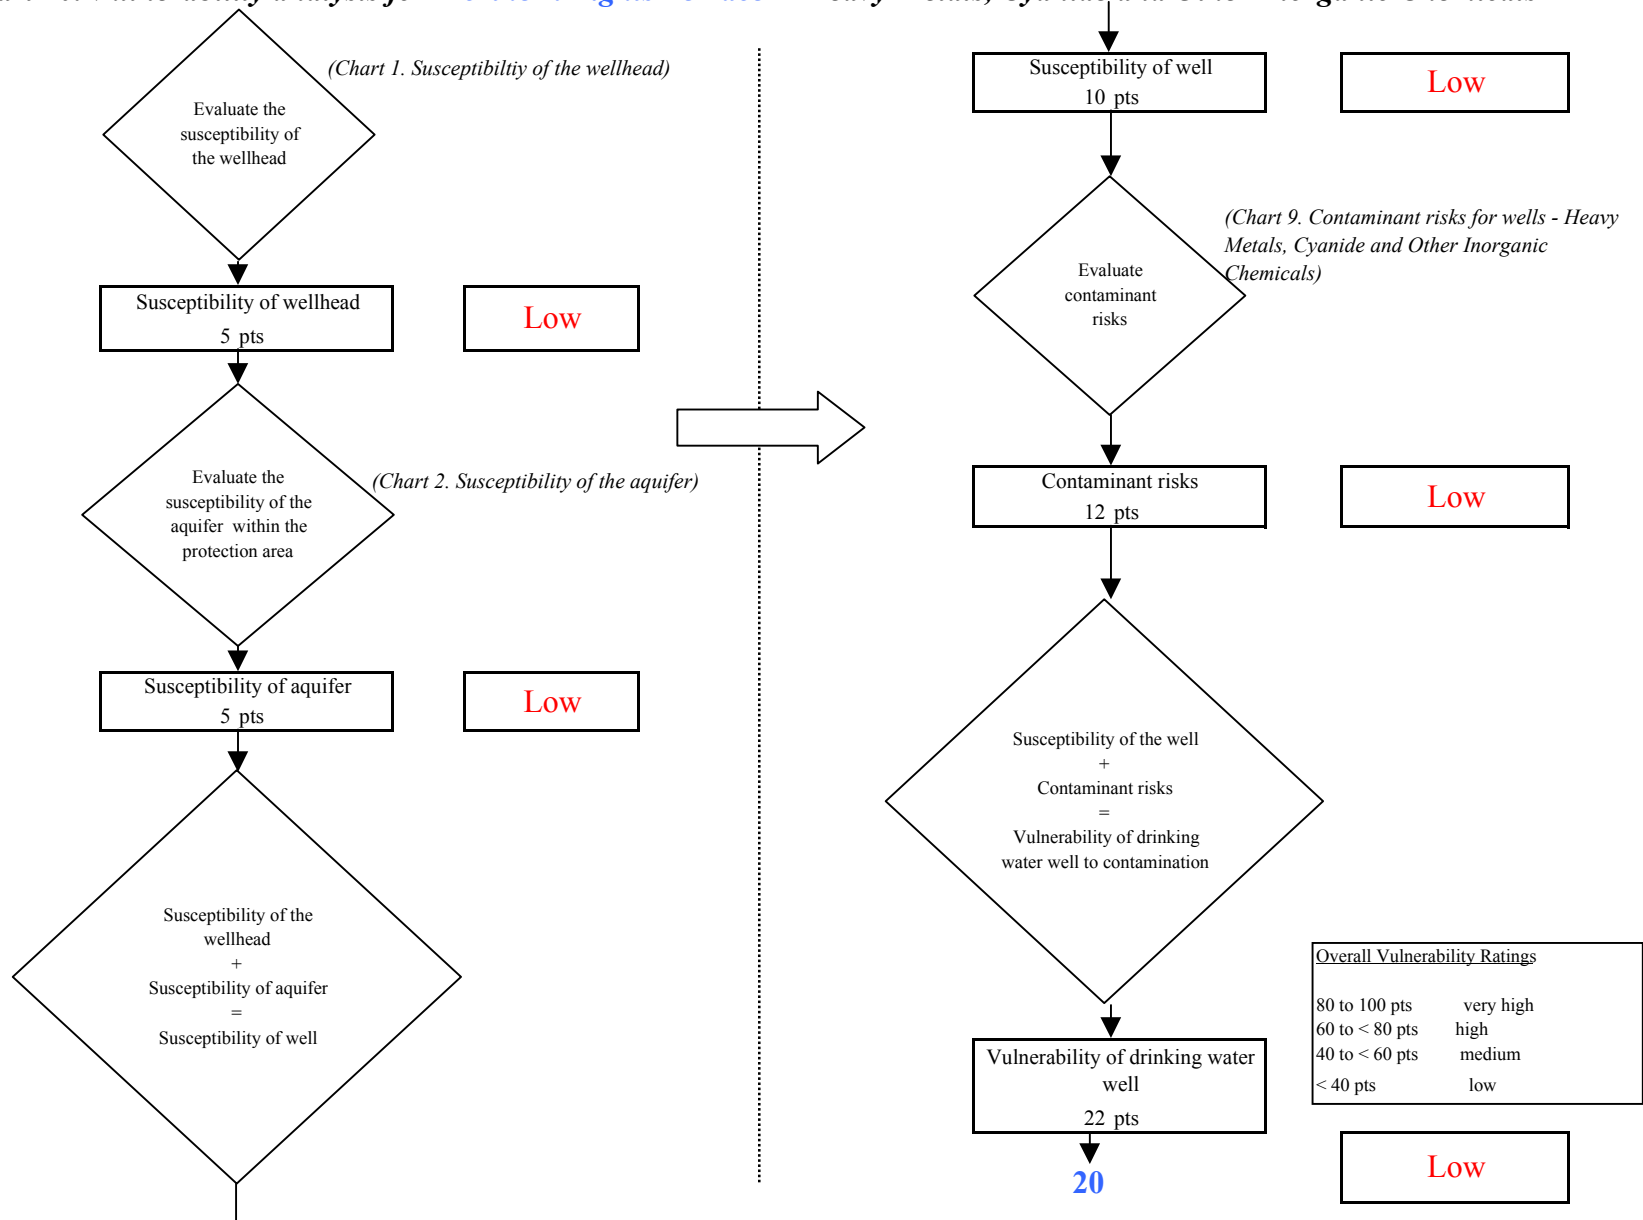 (Chart 1. Susceptibiltiy of the wellhead)
Evaluate the
susceptibility of
the wellhead
Susceptibility of wellhead
5 pts
Low
Evaluate the
susceptibility of the
aquifer within the
protection area
(Chart 2. Susceptibility of the aquifer)
Susceptibility of aquifer
5 pts
Low
Susceptibility of the
wellhead
+
Susceptibility of aquifer
=
Susceptibility of well
Susceptibility of well
10 pts
Low
(Chart 9. Contaminant risks for wells - Heavy
Metals, Cyanide and Other Inorganic
Chemicals)
Evaluate
contaminant
risks
Contaminant risks
12 pts
Low
Susceptibility of the well
+
Contaminant risks
=
Vulnerability of drinking
water well to contamination
Overall Vulnerability Ratings
80 to 100 pts very high
60 to < 80 pts high
40 to < 60 pts medium
< 40 pts low
Vulnerability of drinking water
well
22 pts
20
Low